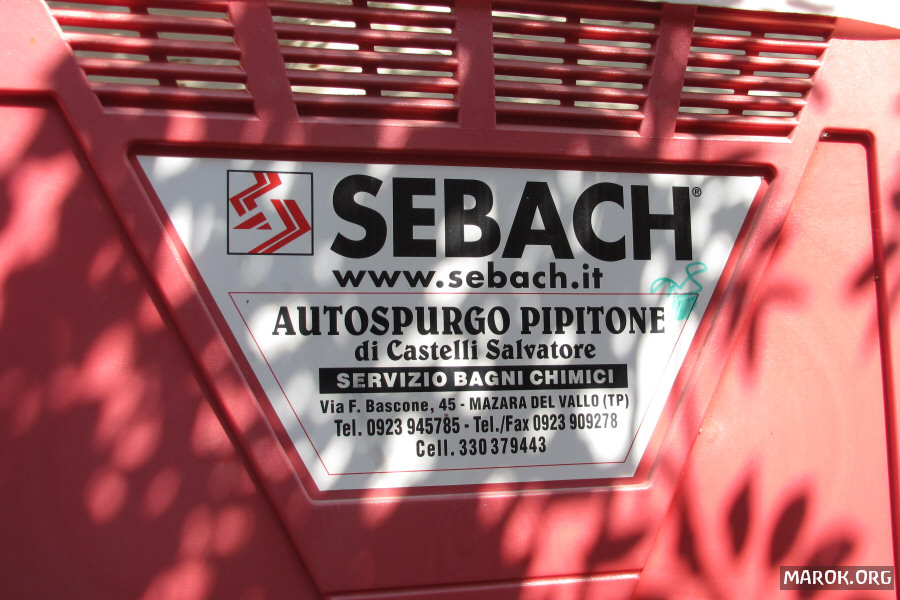 SEBACH®
www.sebach.it
AUTOSPURGO PIPITONE
di Castelli Salvatore
SERVIZIO BAGNI CHIMICI
Via F. Bascone, 45 - MAZARA DEL VALLO (TP)
Tel. 0923 945785 - Tel./Fax 0923 909278
Cell. 330 379443
MAROK.ORG